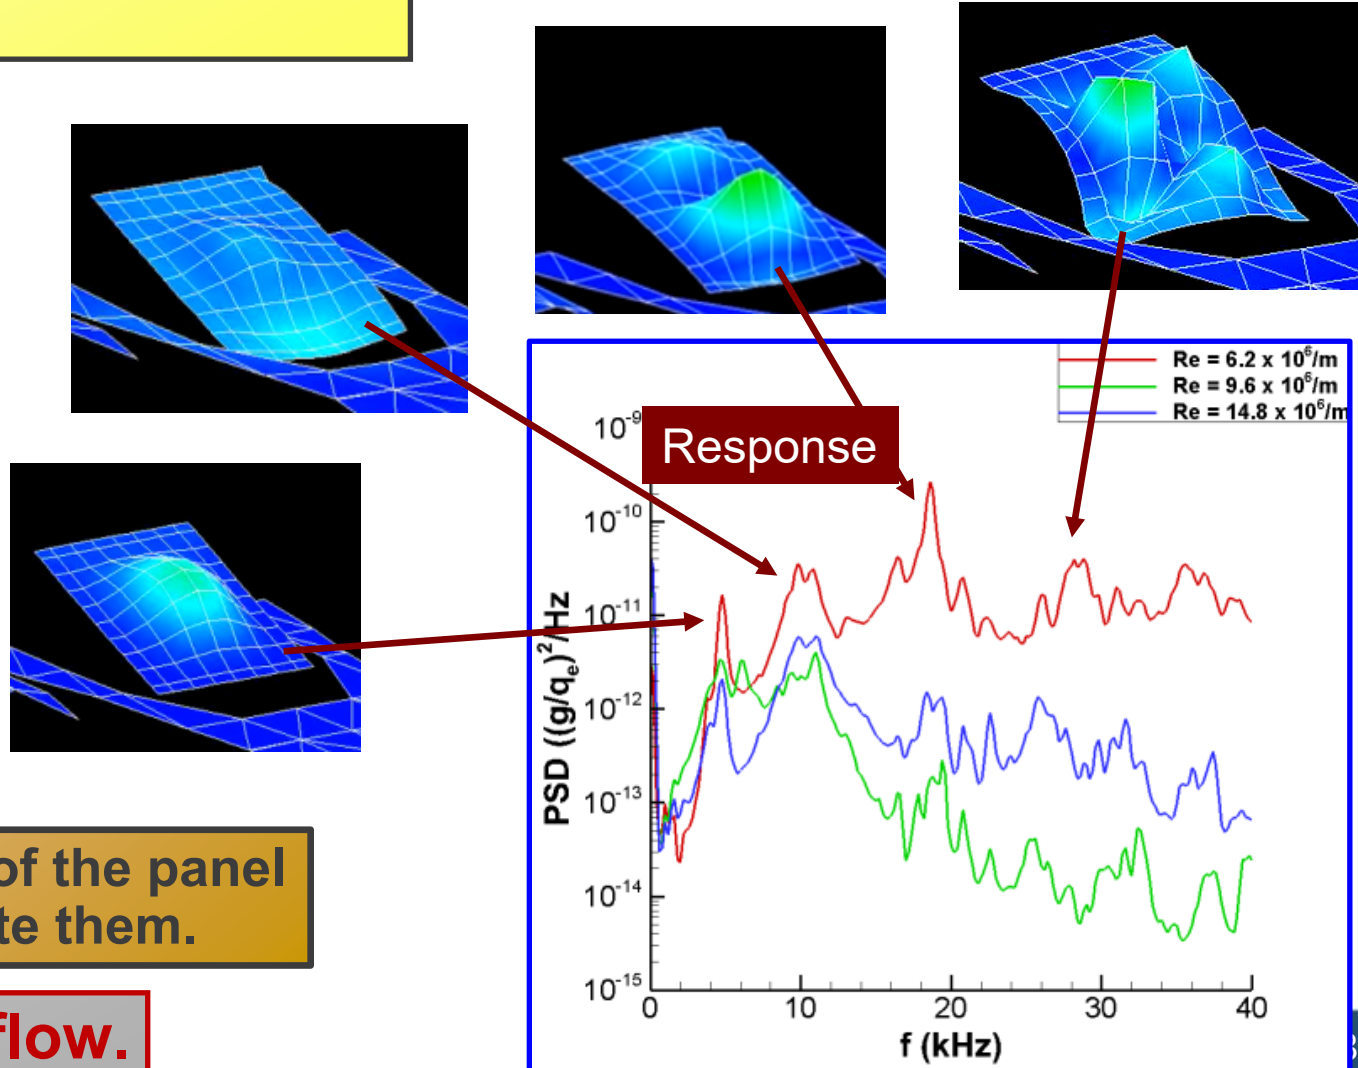 Re = 6.2 x 10⁶/m
Re = 9.6 x 10⁶/m
Re = 14.8 x 10⁶/m
Response
10⁻⁹
10⁻¹⁰
10⁻¹¹
10⁻¹²
10⁻¹³
10⁻¹⁴
10⁻¹⁵
PSD ((g/qₑ)²/Hz
0 10 20 30 40
f (kHz)
of the panel
te them.
flow.